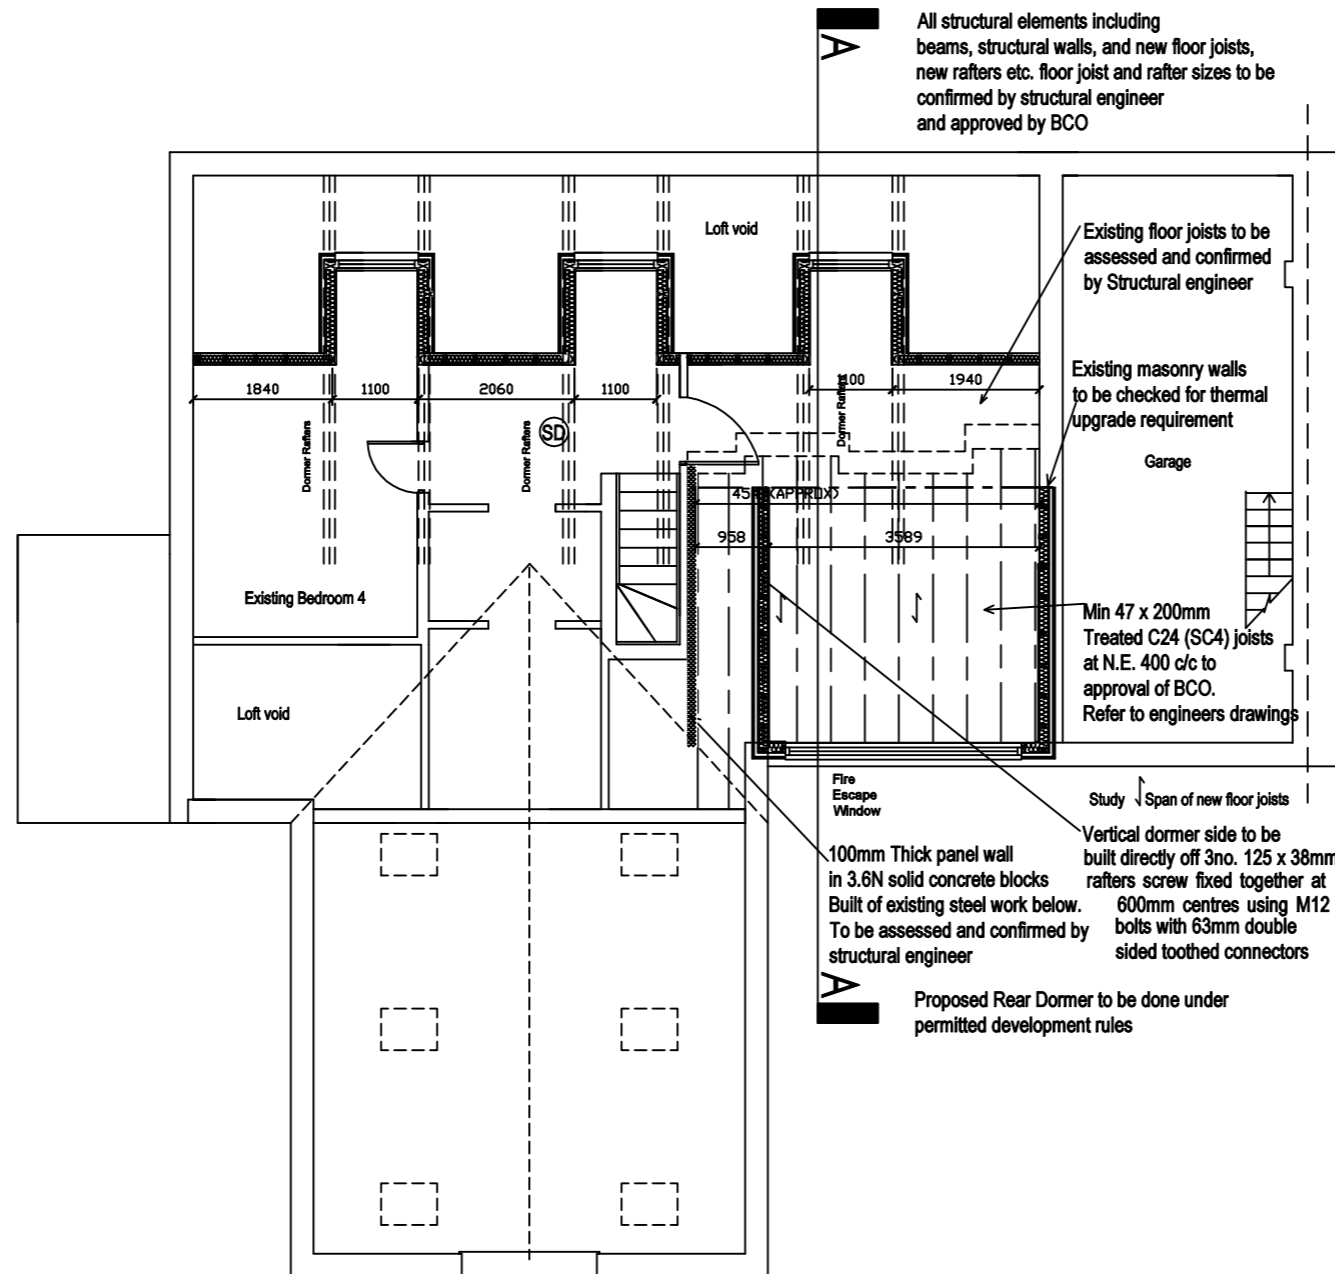 All structural elements including
beams, structural walls, and new floor joists,
new rafters etc. floor joist and rafter sizes to be
confirmed by structural engineer
and approved by BCO
A
Loft void
Existing floor joists to be
assessed and confirmed
by Structural engineer
Existing masonry walls
to be checked for thermal
upgrade requirement
1840
1100
2060
1100
100
1940
Dormer Rafters
Dormer Rafters
Dormer Rafters
SD
Garage
(APPROX)
958
3589
Existing Bedroom 4
Min 47 x 200mm
Treated C24 (SC4) joists
at N.E. 400 c/c to
approval of BCO.
Refer to engineers drawings
Loft void
Fire
Escape
Window
Study
Span of new floor joists
Vertical dormer side to be
built directly off 3no. 125 x 38mm
rafters screw fixed together at
600mm centres using M12
bolts with 63mm double
sided toothed connectors
100mm Thick panel wall
in 3.6N solid concrete blocks
Built of existing steel work below.
To be assessed and confirmed by
structural engineer
A
Proposed Rear Dormer to be done under
permitted development rules